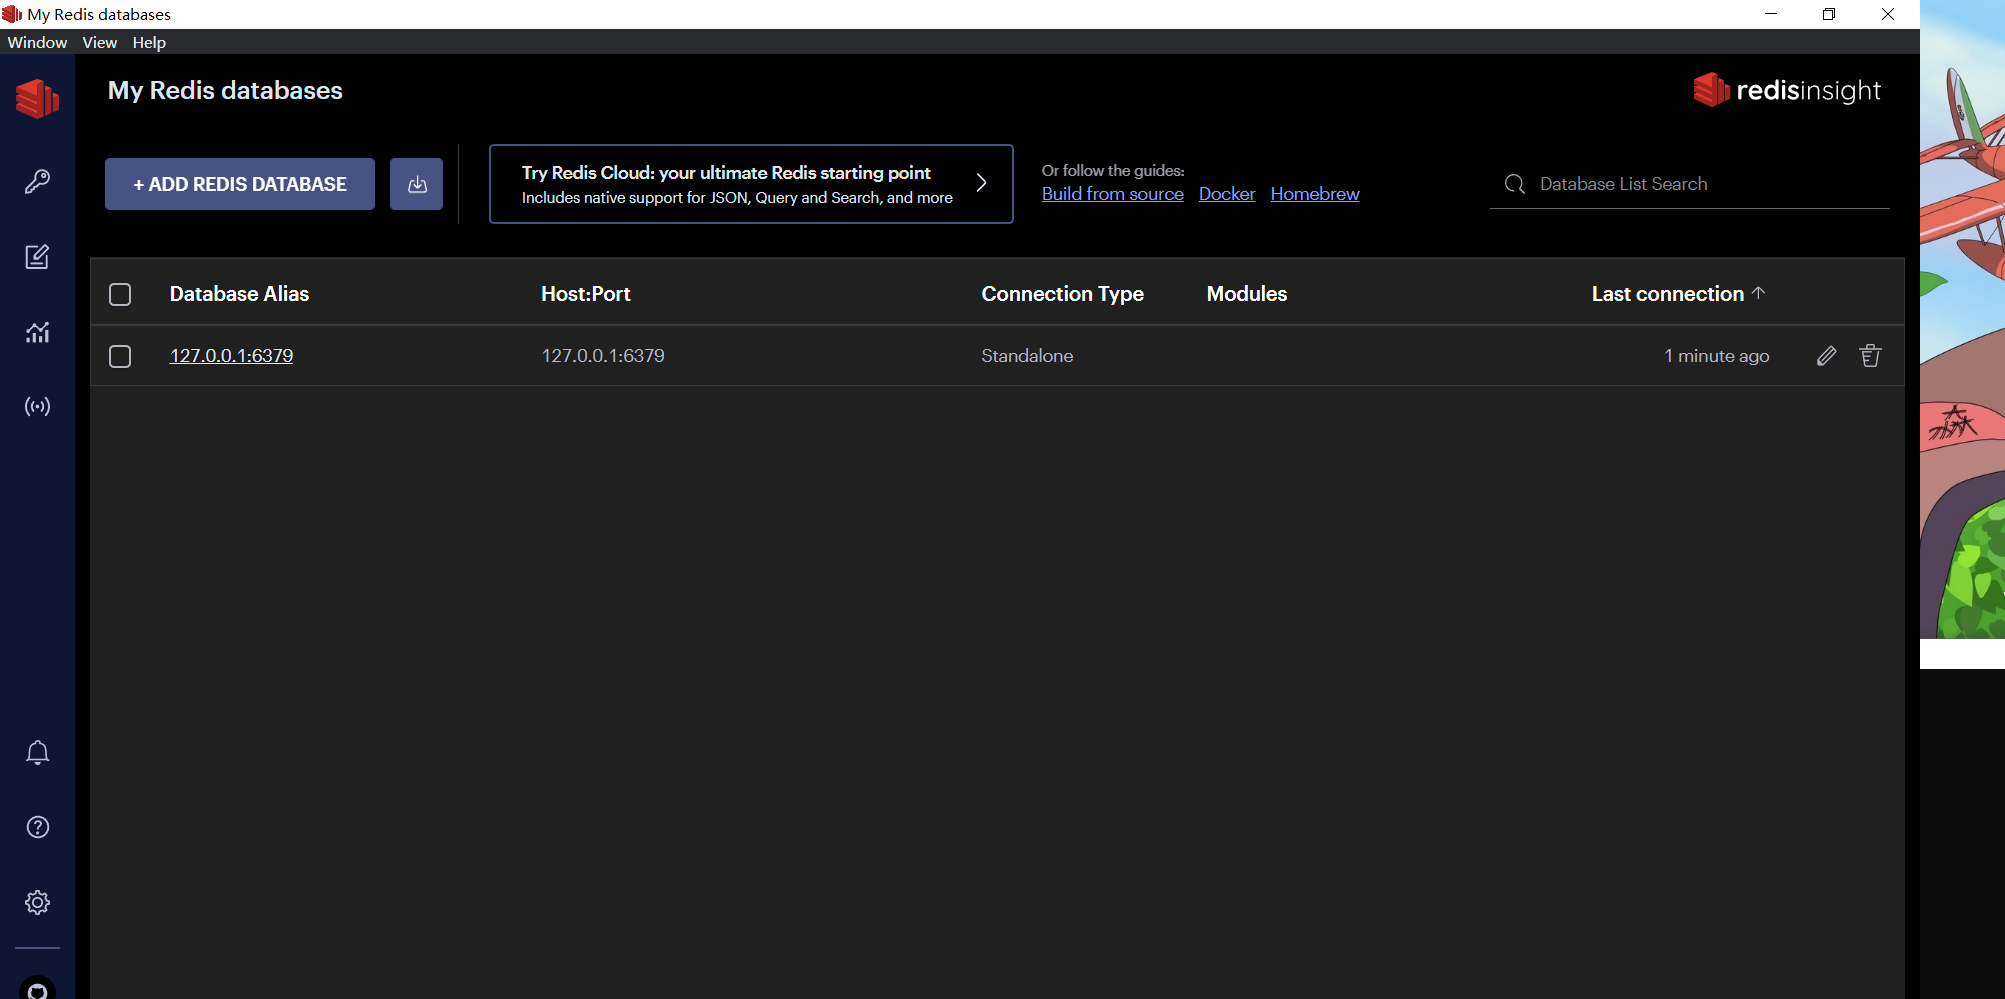 My Redis databases
Window View Help
My Redis databases
redisinsight
+ ADD REDIS DATABASE
Try Redis Cloud: your ultimate Redis starting point
Includes native support for JSON, Query and Search, and more
Or follow the guides:
Build from source Docker Homebrew
Database List Search
Database Alias Host:Port Connection Type Modules Last connection
127.0.0.1:6379 127.0.0.1:6379 Standalone 1 minute ago